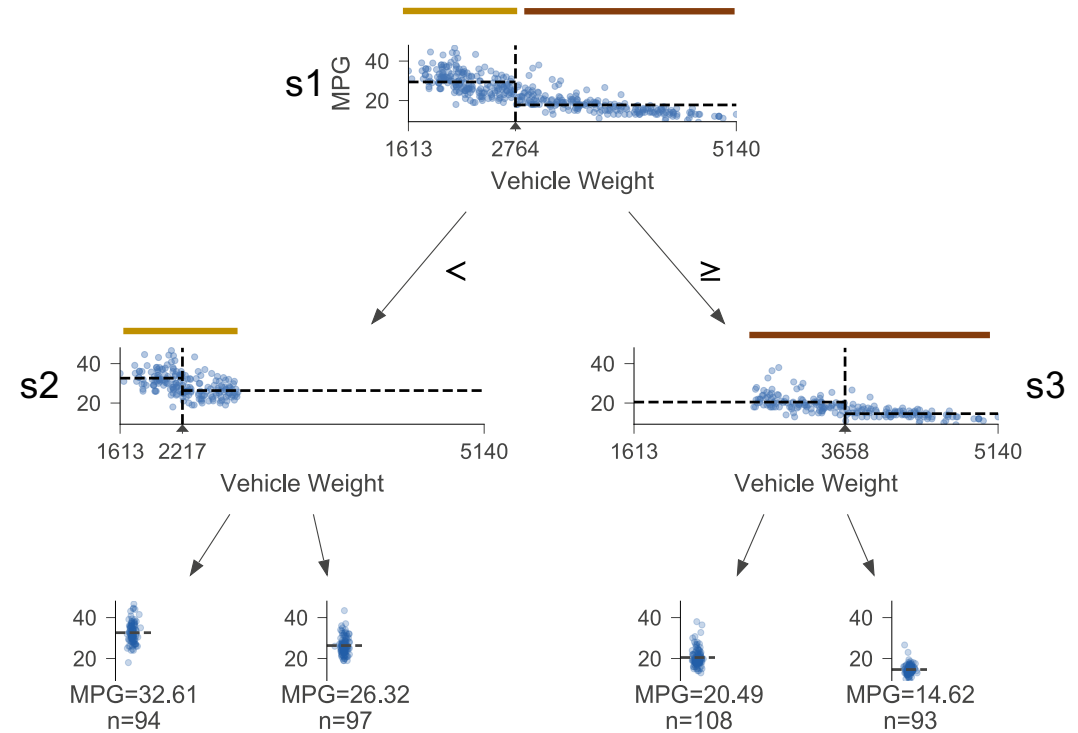 s1
MPG
40
20
1613 2764 5140
Vehicle Weight
< ≥
s2
40
20
1613 2217 5140
Vehicle Weight
s3
40
20
1613 3658 5140
Vehicle Weight
40
20
MPG=32.61
n=94
40
20
MPG=26.32
n=97
40
20
MPG=20.49
n=108
40
20
MPG=14.62
n=93